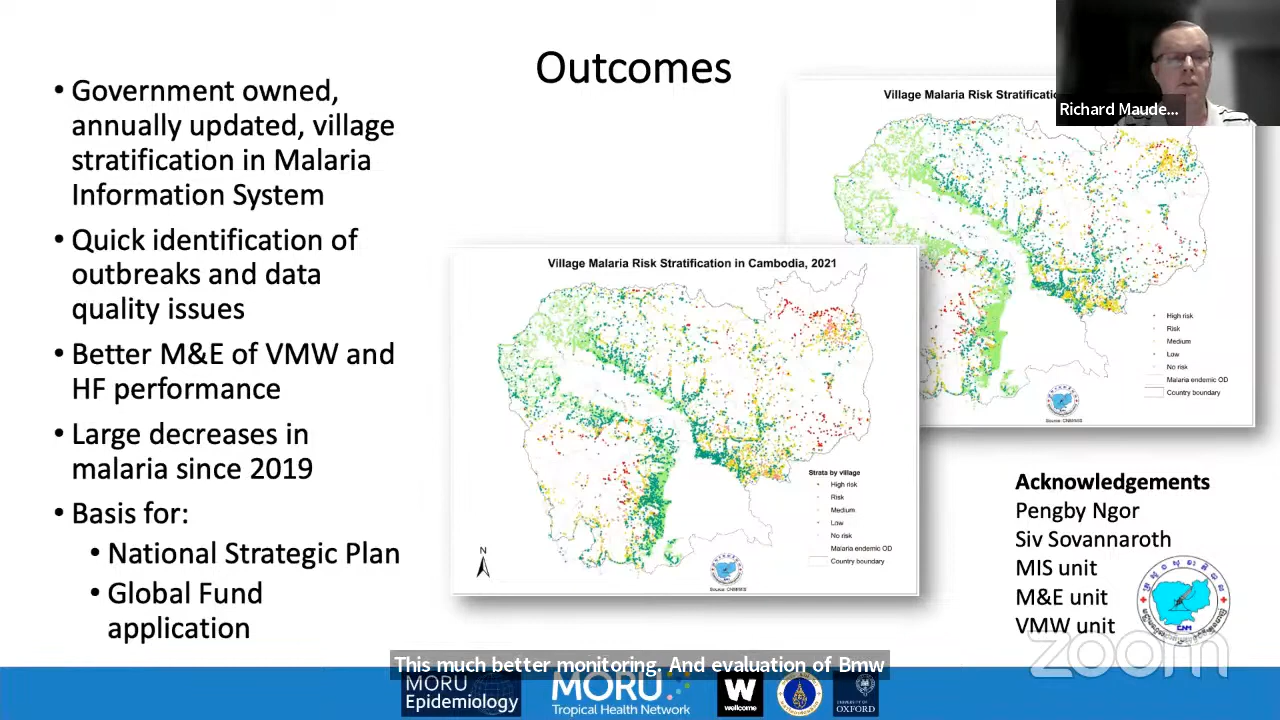 Outcomes
• Government owned,
annually updated, village
stratification in Malaria
Information System
• Quick identification of
outbreaks and data
quality issues
• Better M&E of VMW and
HF performance
• Large decreases in
malaria since 2019
• Basis for:
• National Strategic Plan
• Global Fund
application
Village Malaria Risk Stratificatio
Richard Maude...
High risk
Risk
Medium
Low
No risk
Malaria endemic OD
Country boundary
Village Malaria Risk Stratification in Cambodia, 2021
Strata by village
High risk
Risk
Medium
Low
No risk
Malaria endemic OD
Country boundary
N
Acknowledgements
Pengby Ngor
Siv Sovannaroth
MIS unit
M&E unit
VMW unit
CNM
zoom
This much better monitoring. And evaluation of Bmw
MORU
Epidemiology
MORU
Tropical Health Network
W
wellcome
UNIVERSITY OF
OXFORD